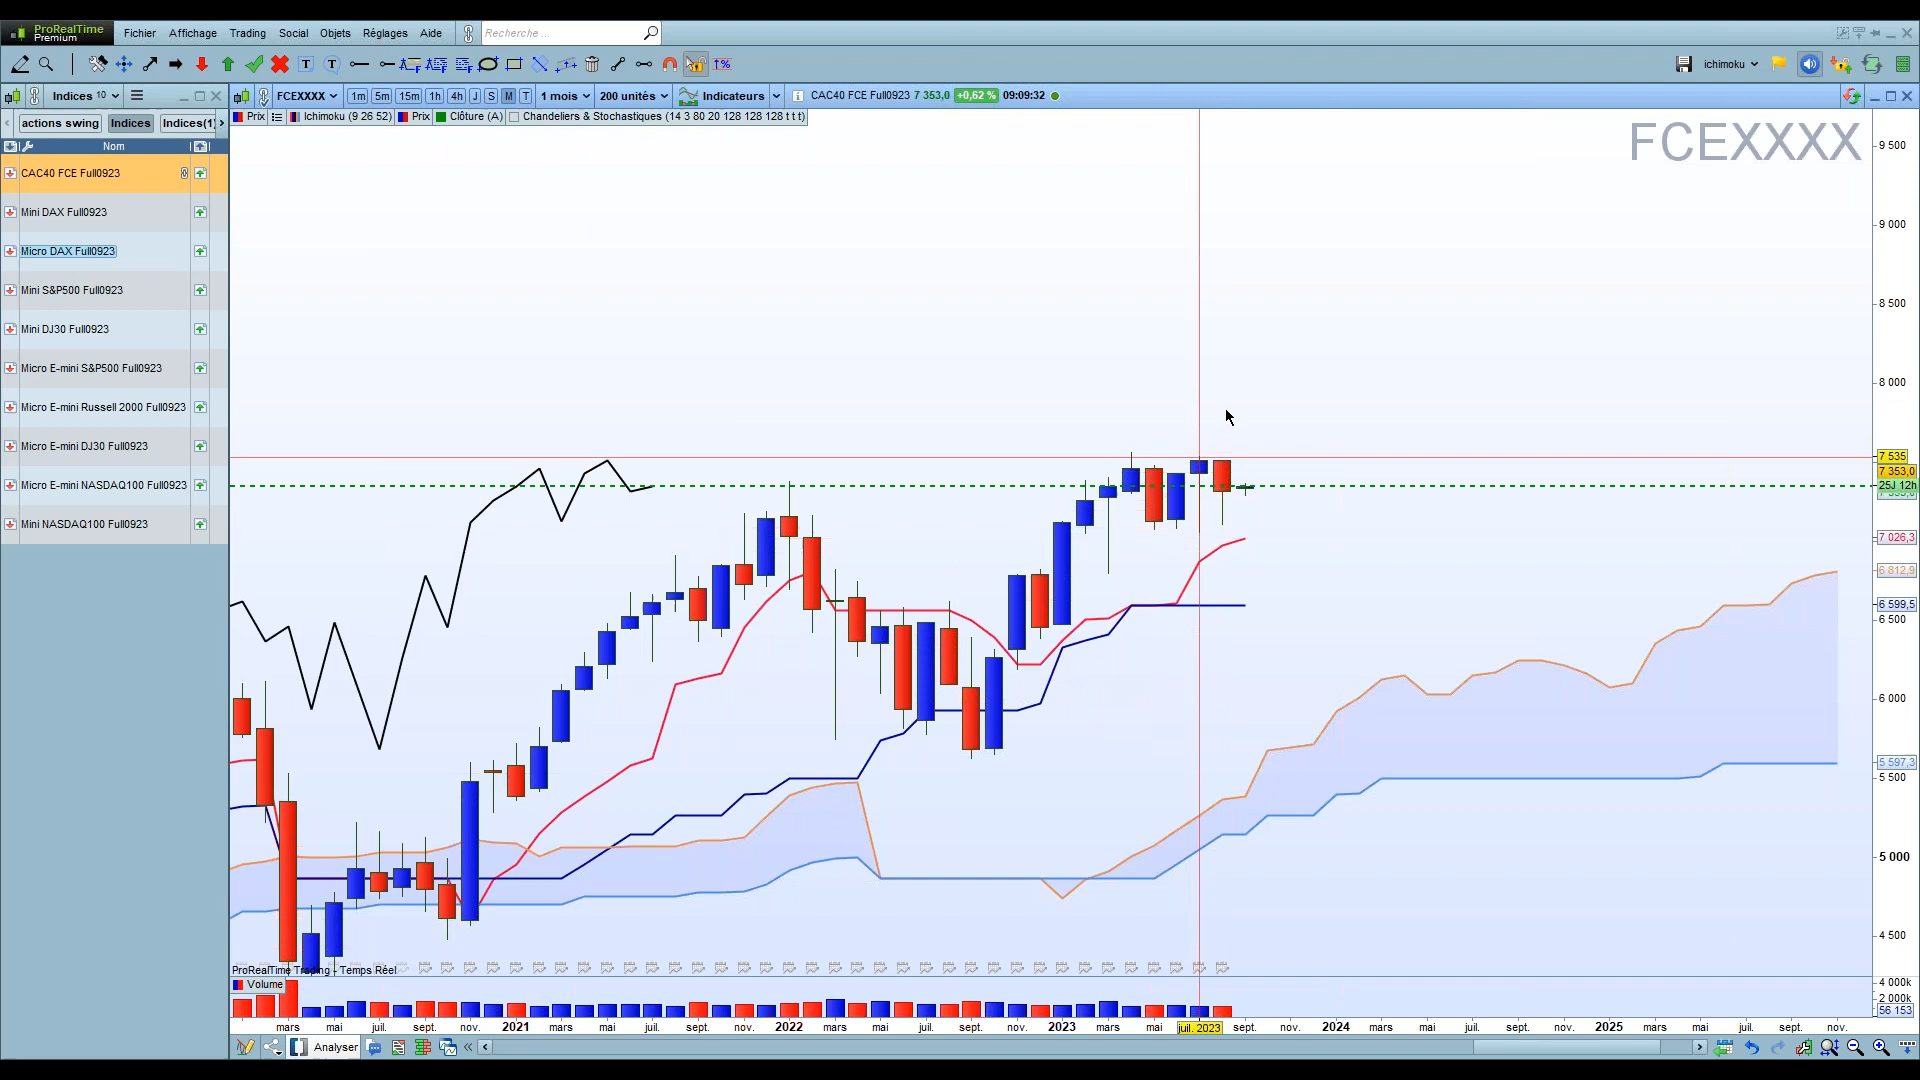 ProRealTime
Premium
Fichier Affichage Trading Social Objets Réglages Aide Recherche ...
ichimoku
Indices 10
FCEXXXX 1m 5m 15m 1h 4h J S M T 1 mois 200 unités Indicateurs CAC40 FCE Full0923 7 353,0 +0,62 % 09:09:32
actions swing Indices Indices(1)
Prix Ichimoku (9 26 52) Prix Clôture (A) Chandeliers & Stochastiques (14 3 80 20 128 128 128 t t t)
FCEXXXX
Nom
CAC40 FCE Full0923
Mini DAX Full0923
Micro DAX Full0923
Mini S&P500 Full0923
Mini DJ30 Full0923
Micro E-mini S&P500 Full0923
Micro E-mini Russell 2000 Full0923
Micro E-mini DJ30 Full0923
Micro E-mini NASDAQ100 Full0923
Mini NASDAQ100 Full0923
9 500
9 000
8 500
8 000
7 535
7 353,0
25J 12h
7 026,3
6 812,9
6 599,5
6 500
6 000
5 597,3
5 500
5 000
4 500
ProRealTime Trading - Temps Réel
Volume
4 000k
2 000k
56 153
mars mai juil. sept. nov. 2021 mars mai juil. sept. nov. 2022 mars mai juil. sept. nov. 2023 mars mai juil. 2023 sept. nov. 2024 mars mai juil. sept. nov. 2025 mars mai juil. sept. nov.
Analyser